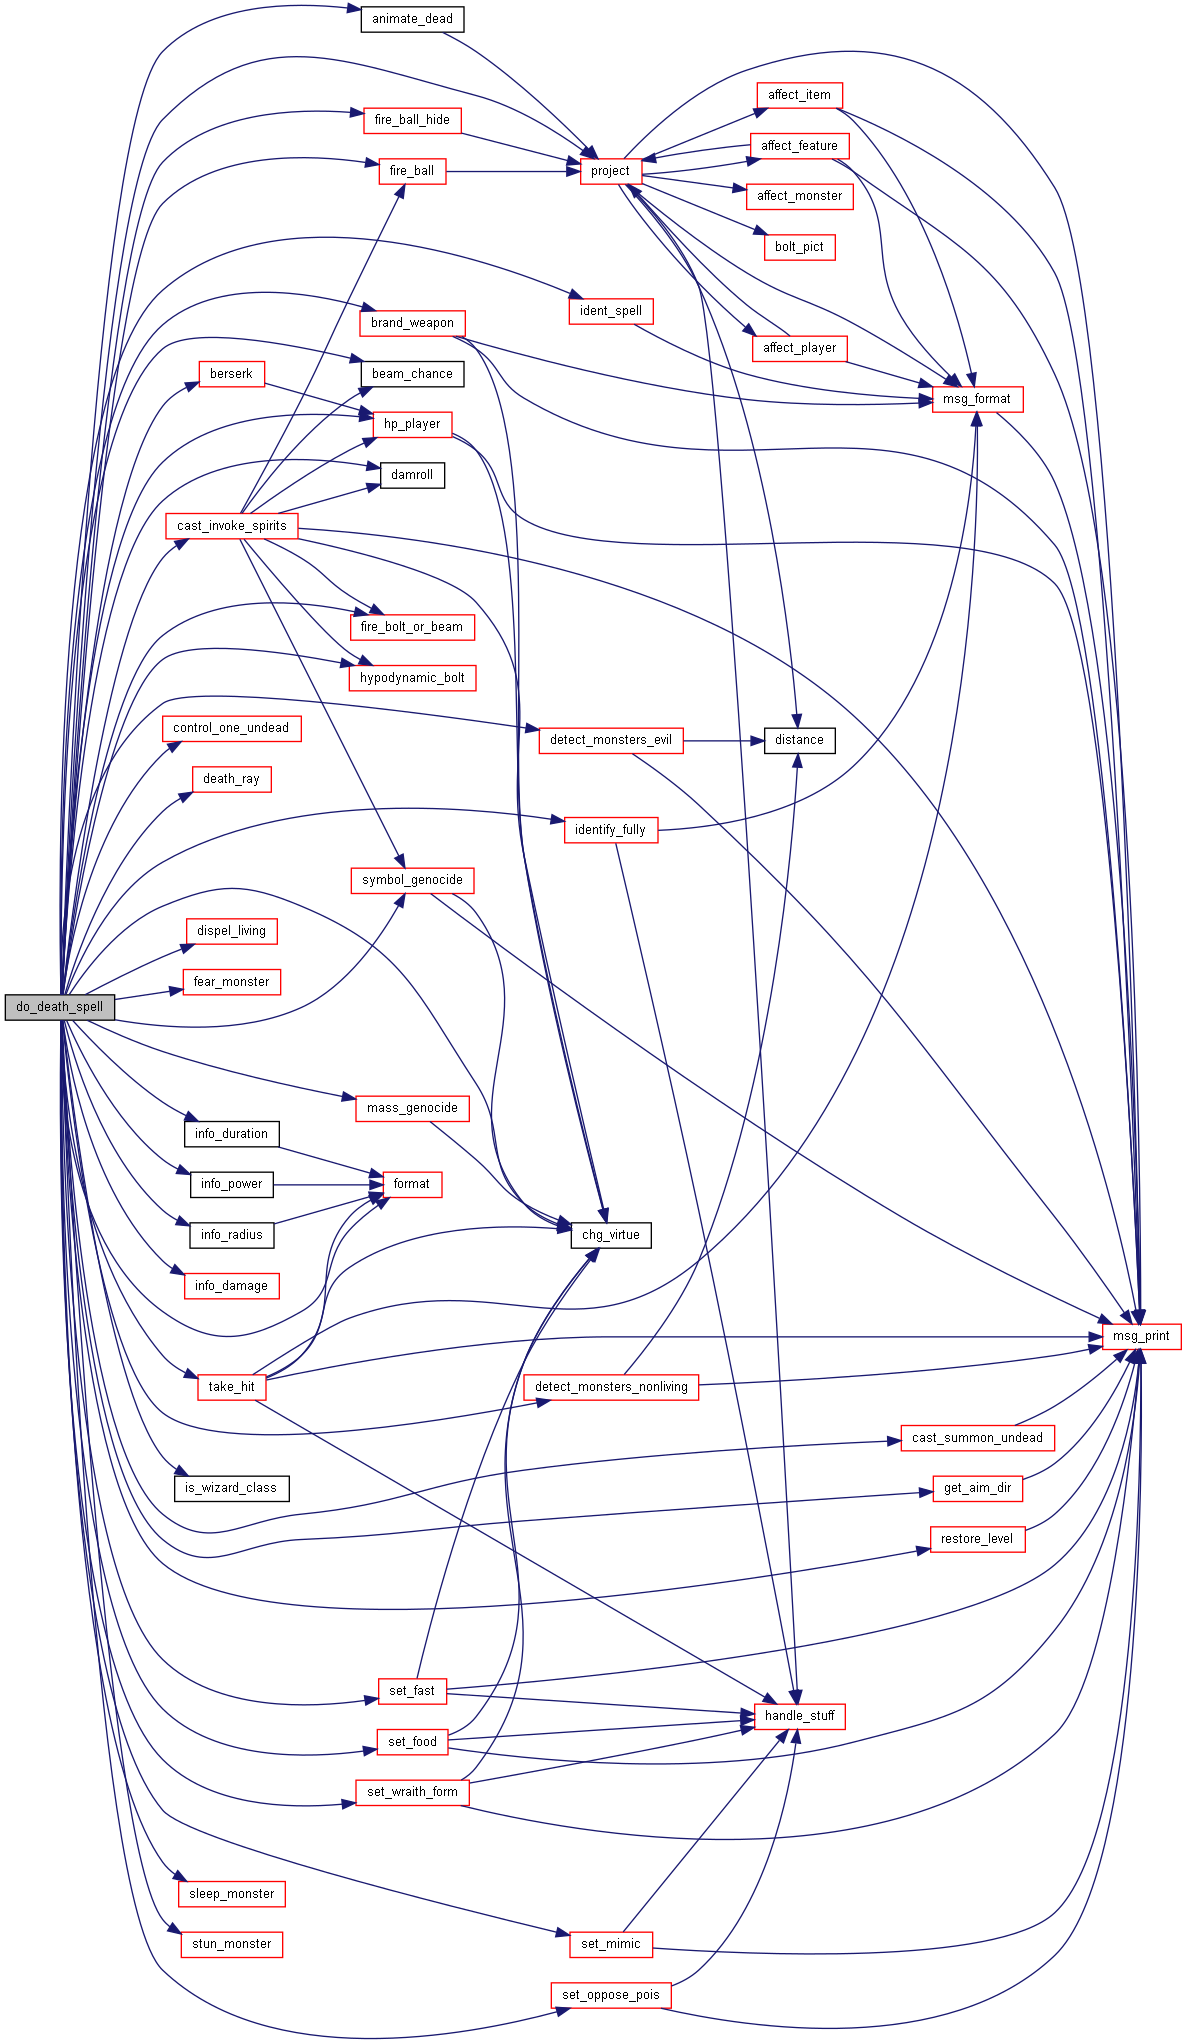 animate_dead
affect_item
fire_ball_hide
affect_feature
fire_ball
project
affect_monster
bolt_pict
ident_spell
brand_weapon
affect_player
berserk
beam_chance
msg_format
hp_player
damroll
cast_invoke_spirits
fire_bolt_or_beam
hypodynamic_bolt
control_one_undead
detect_monsters_evil
distance
death_ray
identify_fully
symbol_genocide
dispel_living
fear_monster
do_death_spell
mass_genocide
info_duration
info_power
format
info_radius
chg_virtue
info_damage
msg_print
take_hit
detect_monsters_nonliving
cast_summon_undead
is_wizard_class
get_aim_dir
restore_level
set_fast
handle_stuff
set_food
set_wraith_form
sleep_monster
stun_monster
set_mimic
set_oppose_pois